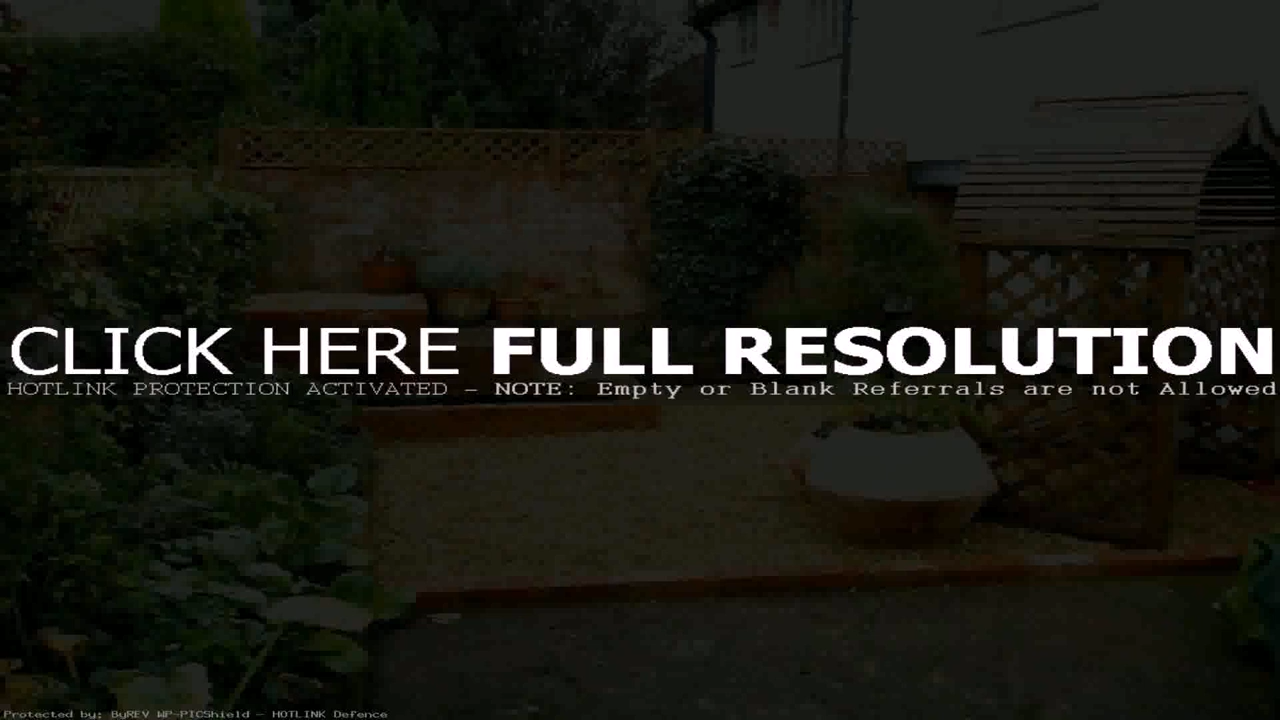 CLICK HERE FULL RESOLUTION
HOTLINK PROTECTION ACTIVATED - NOTE: Empty or Blank Referrals are not Allowed
Protected by: ByREV WP-PICShield - HOTLINK Defence